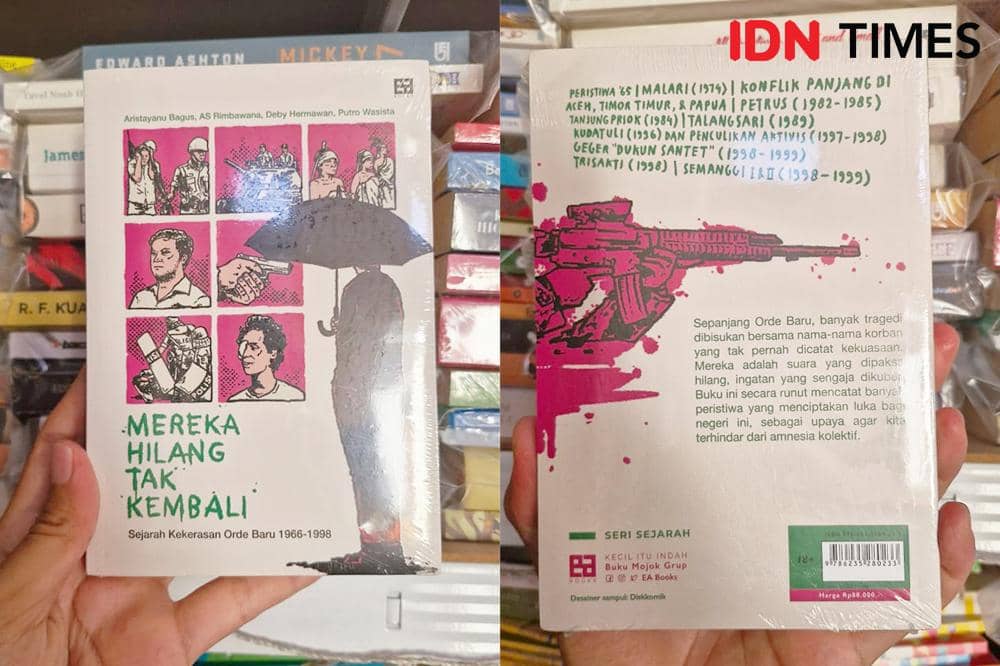 EDWARD ASHTON
MICKEY 7
Aristayanu Bagus, AS Rimbawana, Deby Hermawan, Putro Wasista
James
R. F. KUA
MEREKA
HILANG
TAK
KEMBALI
Sejarah Kekerasan Orde Baru 1966-1998
IDN TIMES
PERISTIWA '65 | MALARI (1974) | KONFLIK PANJANG DI
ACEH, TIMOR TIMUR, & PAPUA | PETRUS (1982-1985)
TANJUNG PRIOK (1984) | TALANGSARI (1989)
KUDATULI (1996) DAN PENCULIKAN AKTIVIS (1997-1998)
GEGER "DUKUN SANTET" (1998-1999)
TRISAKTI (1998) | SEMANGGI I & II (1998-1999)
Sepanjang Orde Baru, banyak tragedi
dibisukan bersama nama-nama korban
yang tak pernah dicatat kekuasaan.
Mereka adalah suara yang dipaksa
hilang, ingatan yang sengaja dikubur.
Buku ini secara runut mencatat banyak
peristiwa yang menciptakan luka bagi
negeri ini, sebagai upaya agar kita
terhindar dari amnesia kolektif.
SERI SEJARAH
EA
BOOKS
KECIL ITU INDAH
Buku Mojok Grup
EA Books
Desainer sampul: Diskkomik
18+
9 786235 280233
Harga Rp88.000,-